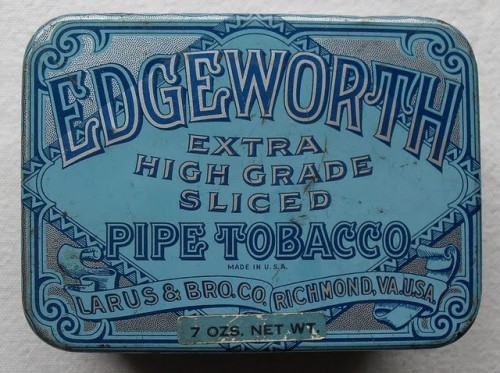 EDGEWORTH
EXTRA
HIGH GRADE
SLICED
PIPE TOBACCO
MADE IN U.S.A.
LARUS & BRO. CO. RICHMOND, VA. U.S.A.
7 OZS. NET WT.